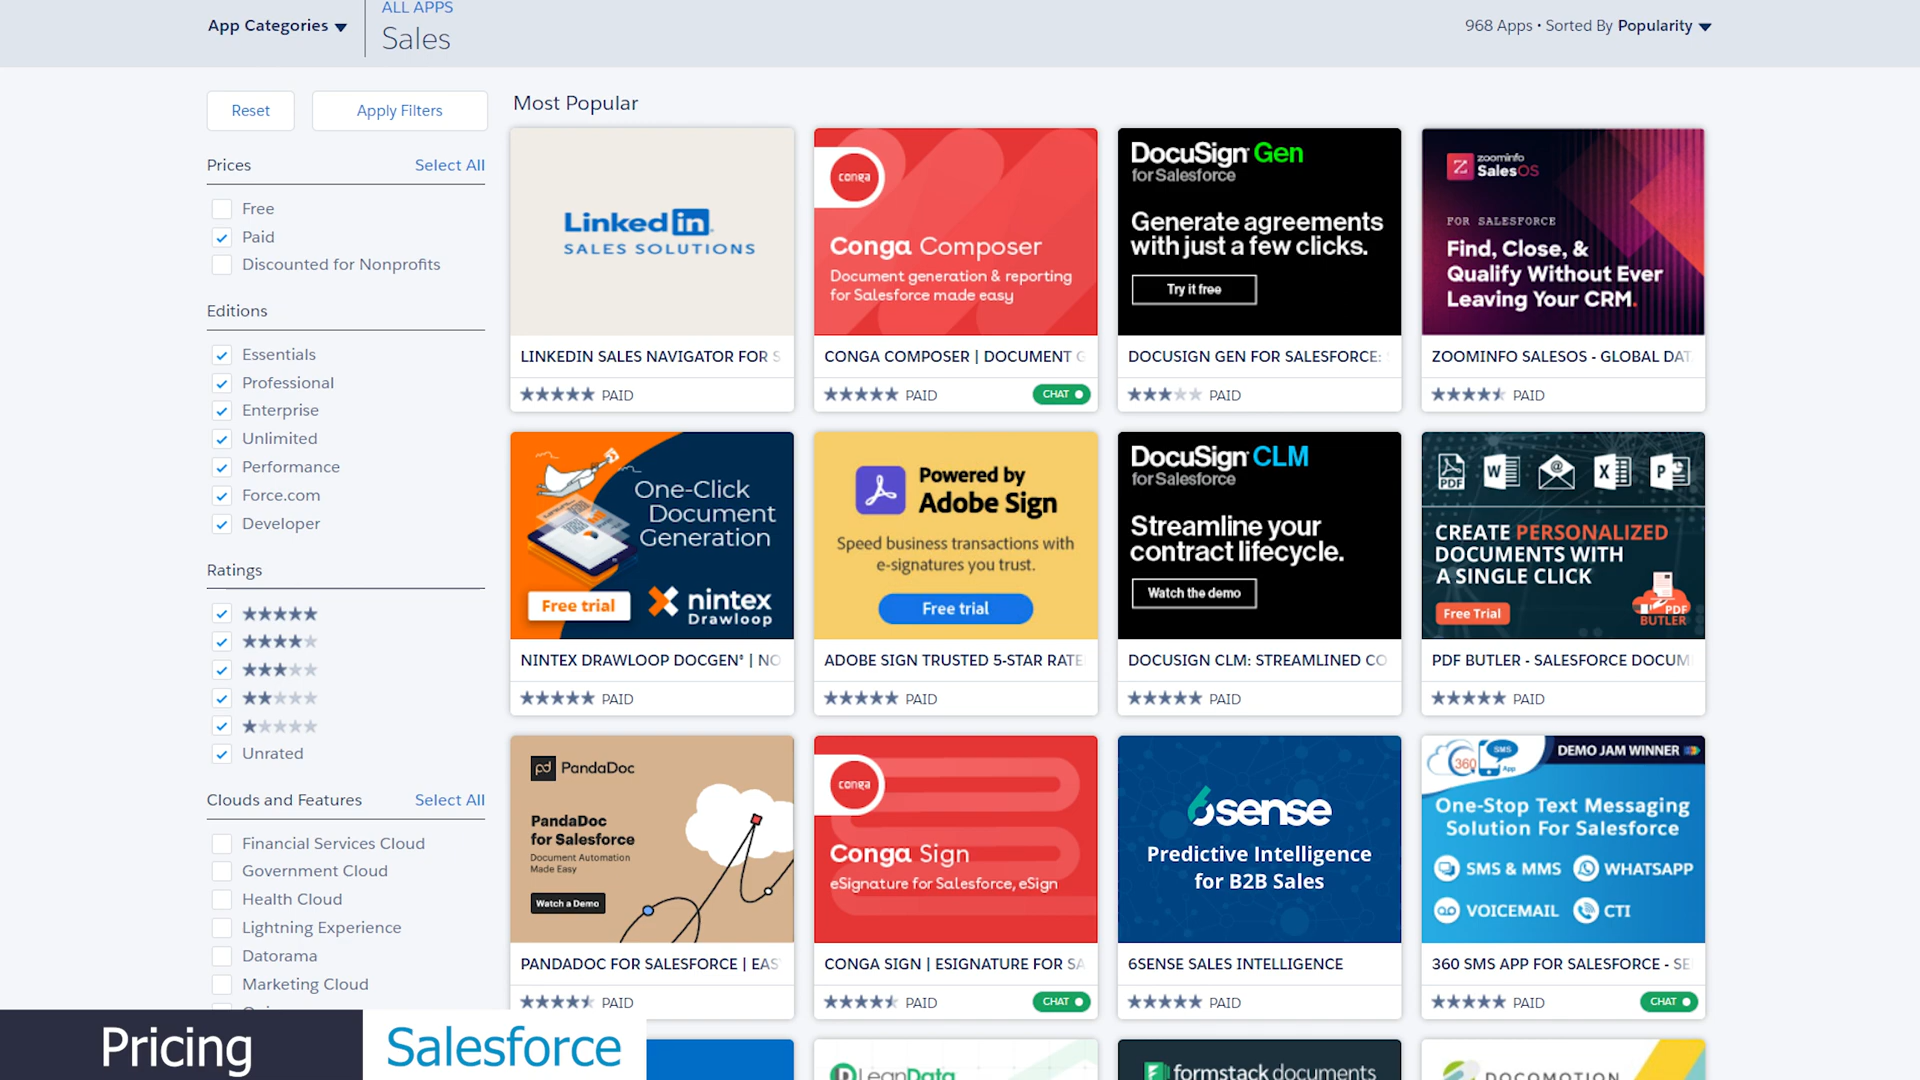 App Categories
ALL APPS
Sales
968 Apps • Sorted By Popularity
Reset
Apply Filters
Prices
Select All
Free
Paid
Discounted for Nonprofits
Editions
Essentials
Professional
Enterprise
Unlimited
Performance
Force.com
Developer
Ratings
Unrated
Clouds and Features
Select All
Financial Services Cloud
Government Cloud
Health Cloud
Lightning Experience
Datorama
Marketing Cloud
Most Popular
Linked in
SALES SOLUTIONS
LINKEDIN SALES NAVIGATOR FOR S
PAID
conga
Conga Composer
Document generation & reporting
for Salesforce made easy
CONGA COMPOSER | DOCUMENT G
PAID
CHAT
DocuSign Gen
for Salesforce
Generate agreements
with just a few clicks.
Try it free
DOCUSIGN GEN FOR SALESFORCE:
PAID
zoominfo
SalesOS
FOR SALESFORCE
Find, Close, &
Qualify Without Ever
Leaving Your CRM.
ZOOMINFO SALESOS - GLOBAL DAT
PAID
One-Click
Document
Generation
Free trial
nintex
Drawloop
NINTEX DRAWLOOP DOCGEN® | NO
PAID
Powered by
Adobe Sign
Speed business transactions with
e-signatures you trust.
Free trial
ADOBE SIGN TRUSTED 5-STAR RATE
PAID
DocuSign CLM
for Salesforce
Streamline your
contract lifecycle.
Watch the demo
DOCUSIGN CLM: STREAMLINED CO
PAID
PDF W @ X P
CREATE PERSONALIZED
DOCUMENTS WITH
A SINGLE CLICK
Free Trial
PDF
BUTLER
PDF BUTLER - SALESFORCE DOCUM
PAID
pd PandaDoc
PandaDoc
for Salesforce
Document Automation
Made Easy
Watch a Demo
PANDADOC FOR SALESFORCE | EAS
PAID
conga
Conga Sign
eSignature for Salesforce, eSign
CONGA SIGN | ESIGNATURE FOR SA
PAID
CHAT
6sense
Predictive Intelligence
for B2B Sales
6SENSE SALES INTELLIGENCE
PAID
360 SMS App
DEMO JAM WINNER
One-Stop Text Messaging
Solution For Salesforce
SMS & MMS
WHATSAPP
VOICEMAIL
CTI
360 SMS APP FOR SALESFORCE - SE
PAID
CHAT
LeanData
formstack documents
DOCOMOTION
Pricing
Salesforce